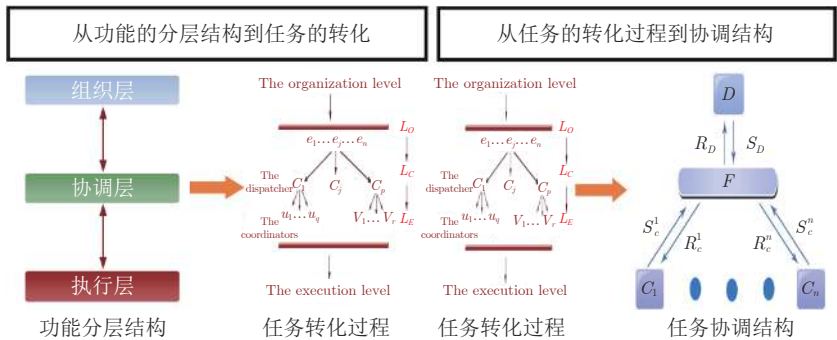 从功能的分层结构到任务的转化
从任务的转化过程到协调结构
组织层
协调层
执行层
功能分层结构
The organization level
e_1…e_j…e_n
L_O
The dispatcher
C_1
C_j
C_p
L_C
The coordinators
u_1…u_q
V_1…V_r
L_E
The execution level
任务转化过程
The organization level
e_1…e_j…e_n
L_O
The dispatcher
C_1
C_j
C_p
L_C
The coordinators
u_1…u_q
V_1…V_r
L_E
The execution level
任务转化过程
D
R_D
S_D
F
S_c^1
R_c^1
R_c^n
S_c^n
C_1
C_n
任务协调结构